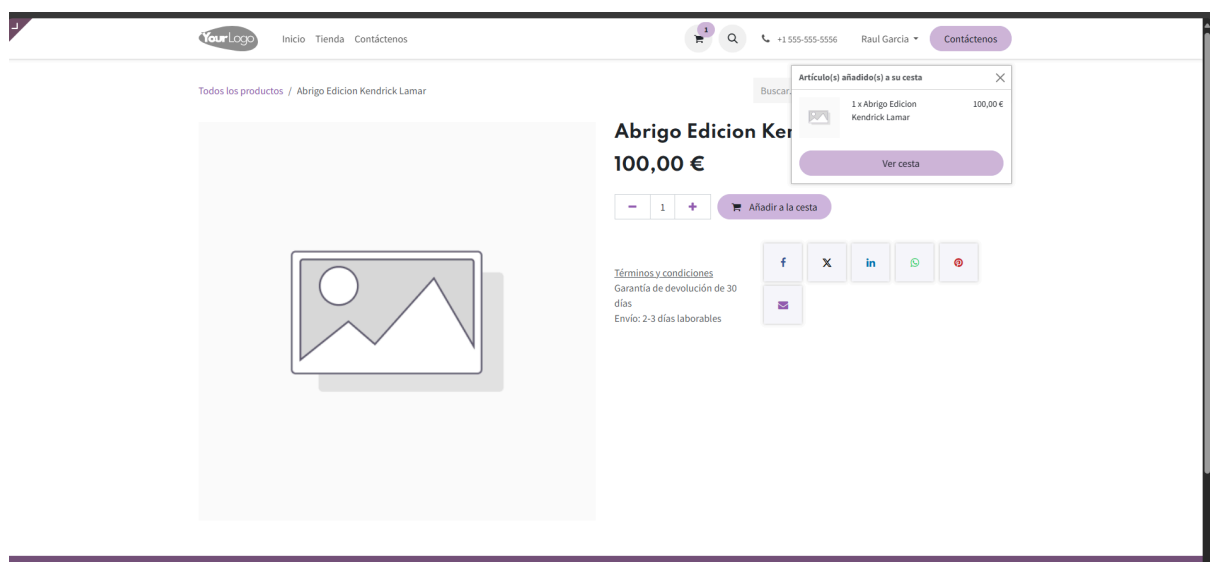 YourLogo
Inicio Tienda Contáctenos
1
+1 555-555-5556
Raul Garcia
Contáctenos
Todos los productos / Abrigo Edicion Kendrick Lamar
Buscar.
Artículo(s) añadido(s) a su cesta
1 x Abrigo Edicion
Kendrick Lamar
100,00 €
Ver cesta
Abrigo Edicion Ken
100,00 €
1
Añadir a la cesta
Términos y condiciones
Garantía de devolución de 30
días
Envío: 2-3 días laborables